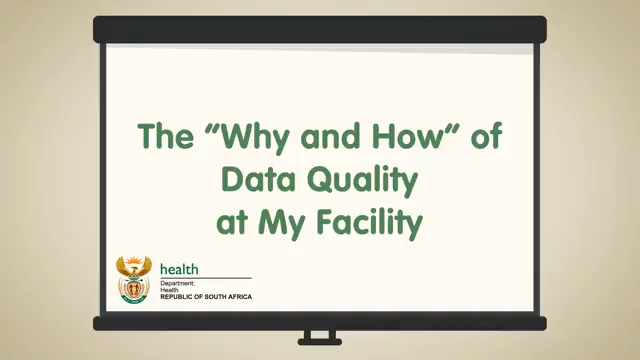 The “Why and How” of
Data Quality
at My Facility
health
Department:
Health
REPUBLIC OF SOUTH AFRICA